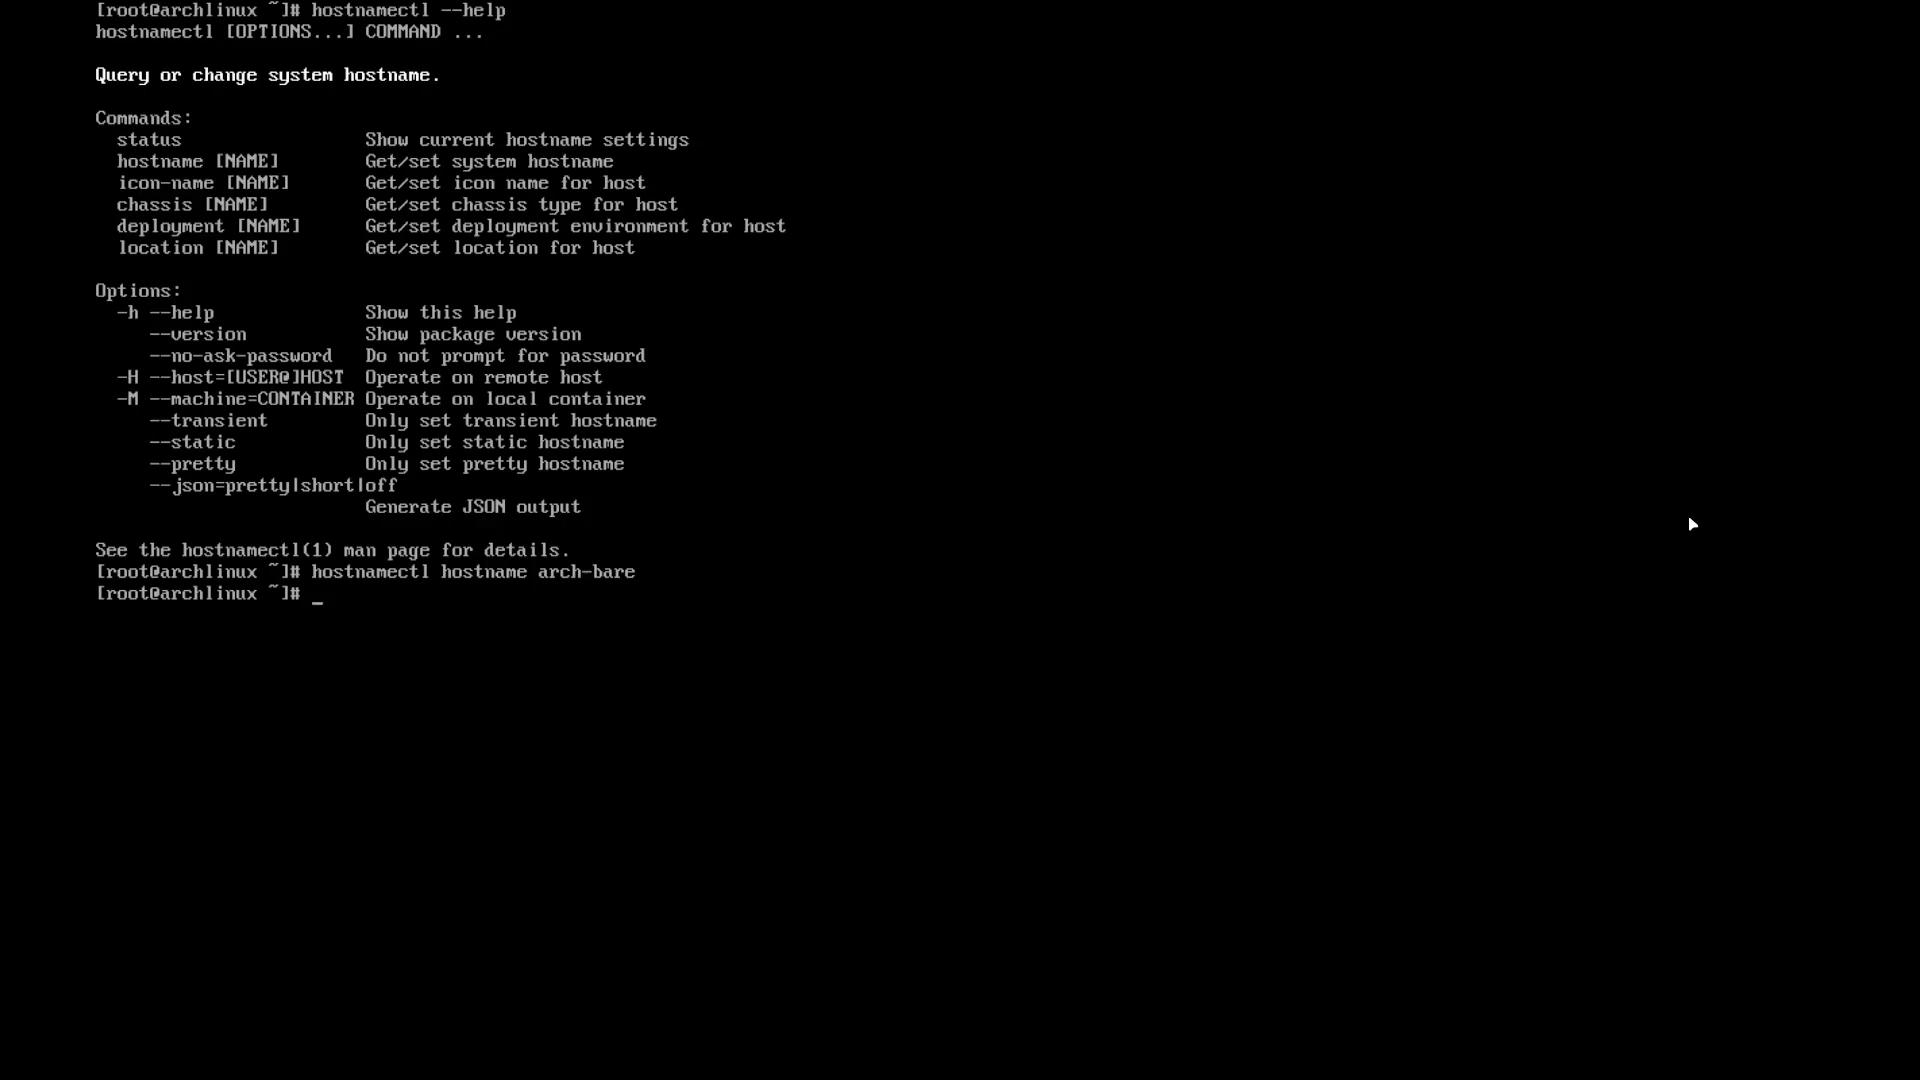 [root@archlinux ~]# hostnamectl --help
hostnamectl [OPTIONS...] COMMAND ...
Query or change system hostname.
Commands:
  status                 Show current hostname settings
  hostname [NAME]        Get/set system hostname
  icon-name [NAME]       Get/set icon name for host
  chassis [NAME]         Get/set chassis type for host
  deployment [NAME]      Get/set deployment environment for host
  location [NAME]        Get/set location for host
Options:
  -h --help              Show this help
     --version           Show package version
     --no-ask-password   Do not prompt for password
  -H --host=[USER@]HOST  Operate on remote host
  -M --machine=CONTAINER Operate on local container
     --transient         Only set transient hostname
     --static            Only set static hostname
     --pretty            Only set pretty hostname
     --json=pretty|short|off
                         Generate JSON output
See the hostnamectl(1) man page for details.
[root@archlinux ~]# hostnamectl hostname arch-bare
[root@archlinux ~]# _